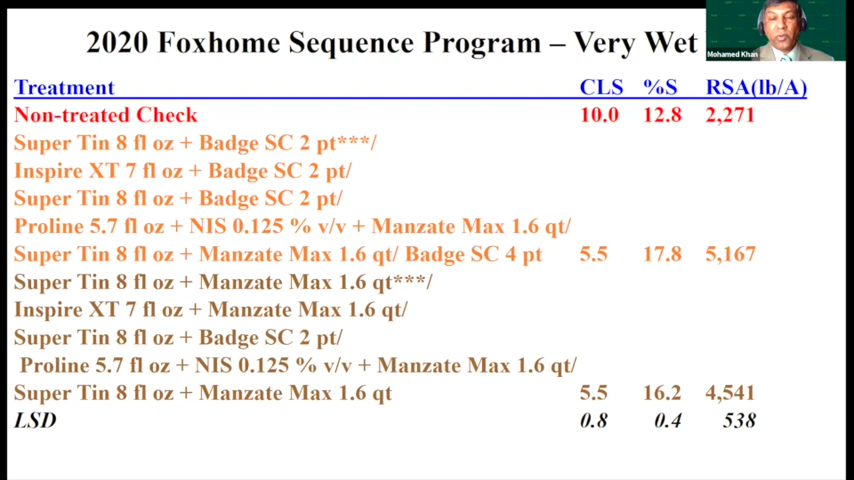 2020 Foxhome Sequence Program – Very Wet
Mohamed Khan
Treatment CLS %S RSA(lb/A)
Non-treated Check 10.0 12.8 2,271
Super Tin 8 fl oz + Badge SC 2 pt***/
Inspire XT 7 fl oz + Badge SC 2 pt/
Super Tin 8 fl oz + Badge SC 2 pt/
Proline 5.7 fl oz + NIS 0.125 % v/v + Manzate Max 1.6 qt/
Super Tin 8 fl oz + Manzate Max 1.6 qt/ Badge SC 4 pt 5.5 17.8 5,167
Super Tin 8 fl oz + Manzate Max 1.6 qt***/
Inspire XT 7 fl oz + Manzate Max 1.6 qt/
Super Tin 8 fl oz + Badge SC 2 pt/
Proline 5.7 fl oz + NIS 0.125 % v/v + Manzate Max 1.6 qt/
Super Tin 8 fl oz + Manzate Max 1.6 qt 5.5 16.2 4,541
LSD 0.8 0.4 538